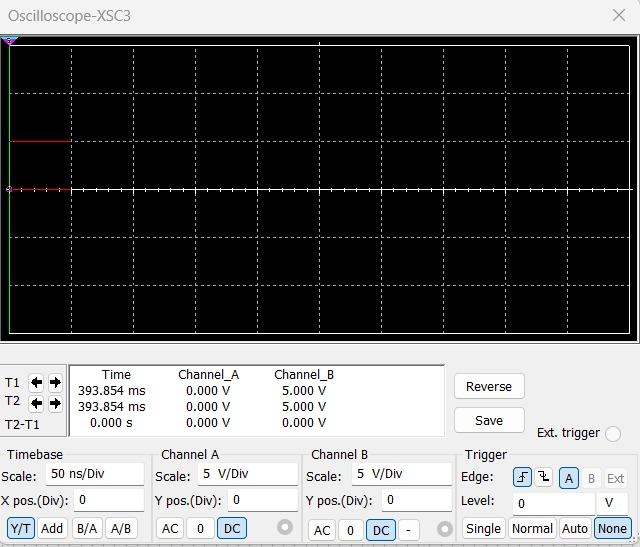 Oscilloscope-XSC3
Time Channel_A Channel_B
T1 393.854 ms 0.000 V 5.000 V
T2 393.854 ms 0.000 V 5.000 V
T2-T1 0.000 s 0.000 V 0.000 V
Reverse
Save
Ext. trigger
Timebase
Scale: 50 ns/Div
X pos.(Div): 0
Y/T Add B/A A/B
Channel A
Scale: 5 V/Div
Y pos.(Div): 0
AC 0 DC
Channel B
Scale: 5 V/Div
Y pos.(Div): 0
AC 0 DC -
Trigger
Edge: A B Ext
Level: 0 V
Single Normal Auto None